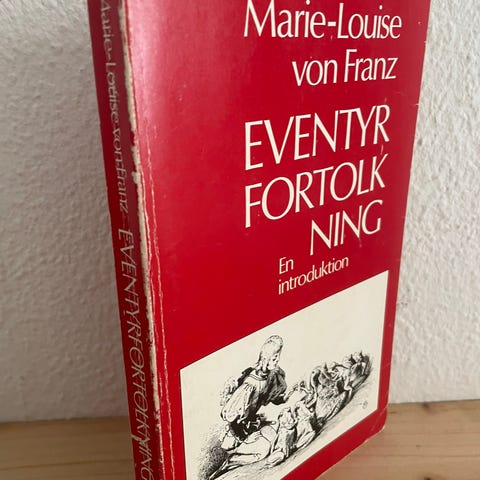 Marie-Louise
von Franz
EVENTYR
FORTOLK
NING
En
introduktion
Marie-Louise von Franz EVENTYRFORTOLKNING